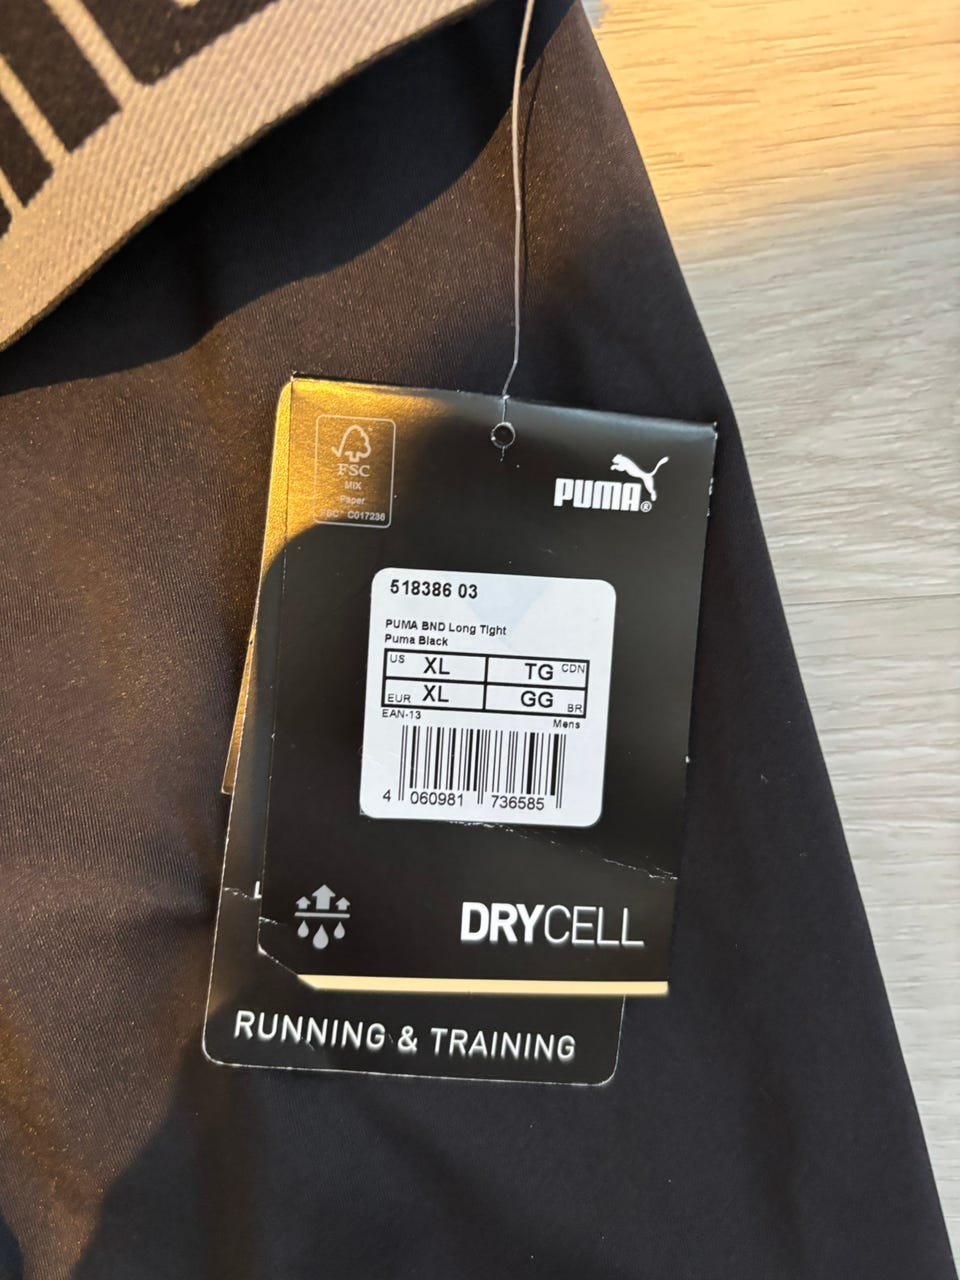 FSC
MIX
Paper
FSC® C017236
PUMA®
518386 03
PUMA BND Long Tight
Puma Black
US XL TG CDN
EUR XL GG BR
EAN-13 Mens
4 060981 736585
DRYCELL
RUNNING & TRAINING